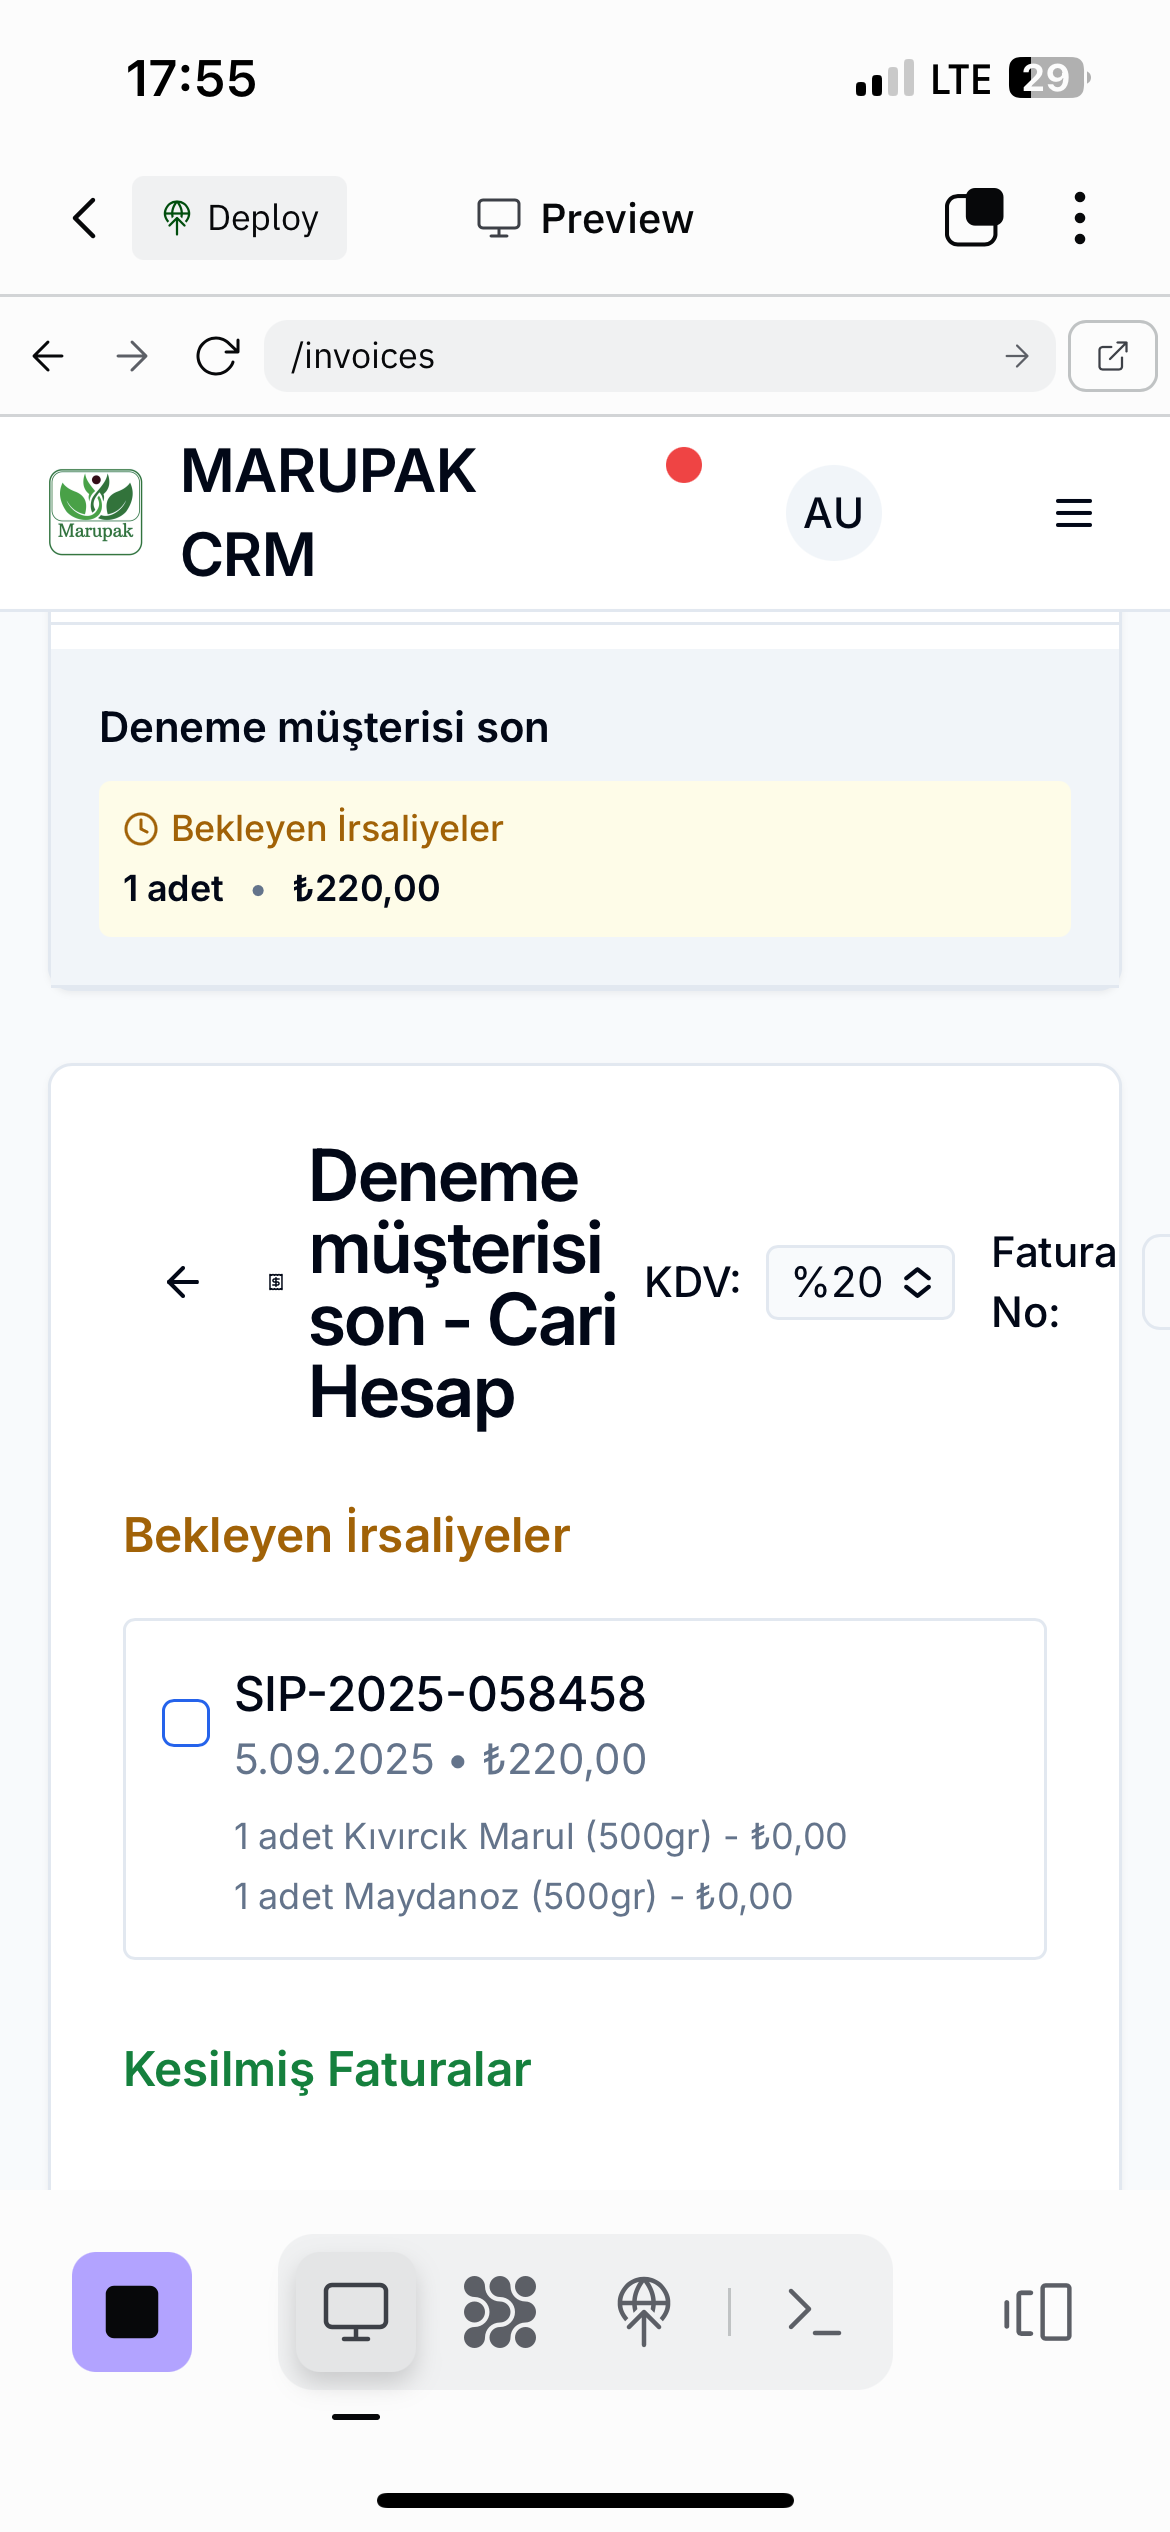 17:55
LTE 29
Deploy
Preview
/invoices
Marupak
MARUPAK
CRM
AU
Deneme müşterisi son
Bekleyen İrsaliyeler
1 adet • ₺220,00
Deneme
müşterisi
son - Cari
Hesap
KDV:
%20
Fatura
No:
Bekleyen İrsaliyeler
SIP-2025-058458
5.09.2025 • ₺220,00
1 adet Kıvırcık Marul (500gr) - ₺0,00
1 adet Maydanoz (500gr) - ₺0,00
Kesilmiş Faturalar